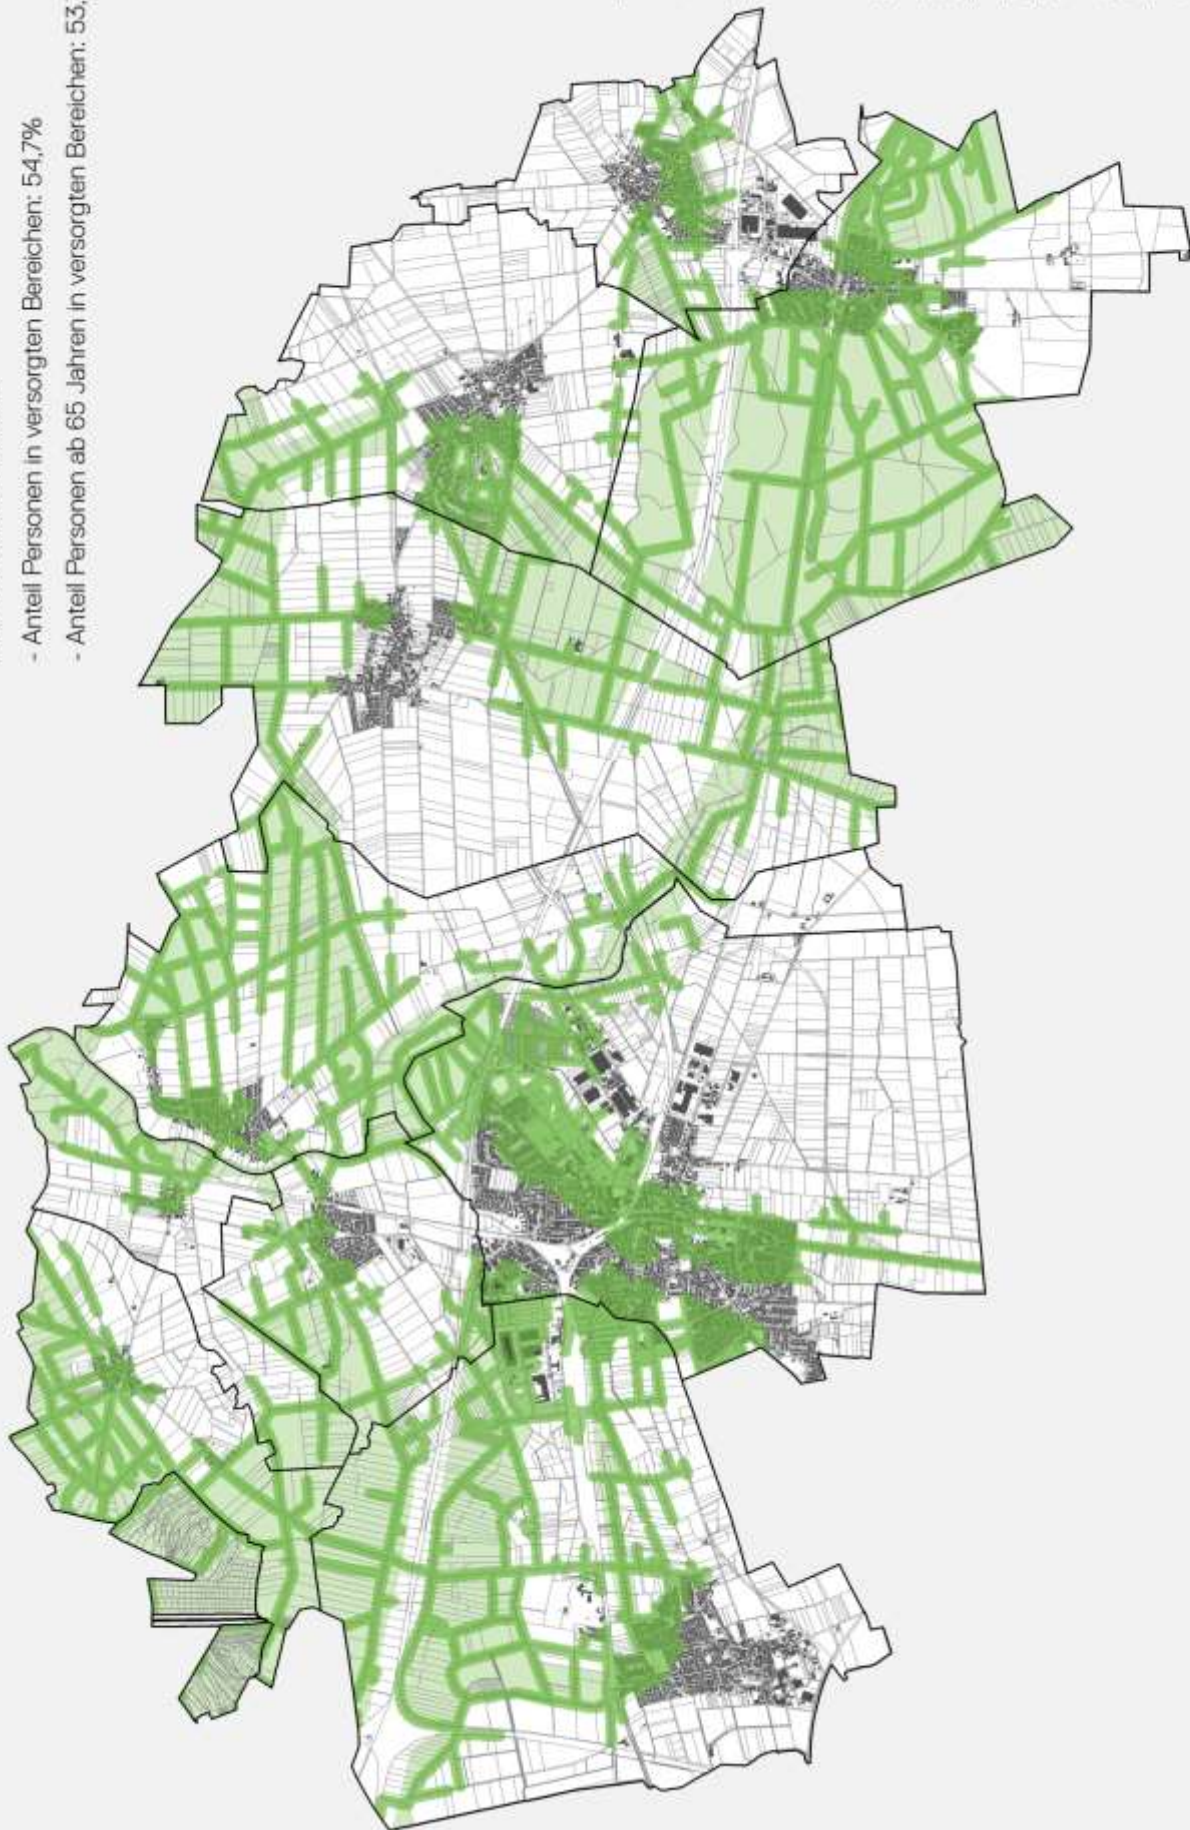 - Anteil Personen in versorgten Bereichen: 54,7%
- Anteil Personen ab 65 Jahren in versorgten Bereichen: 53,